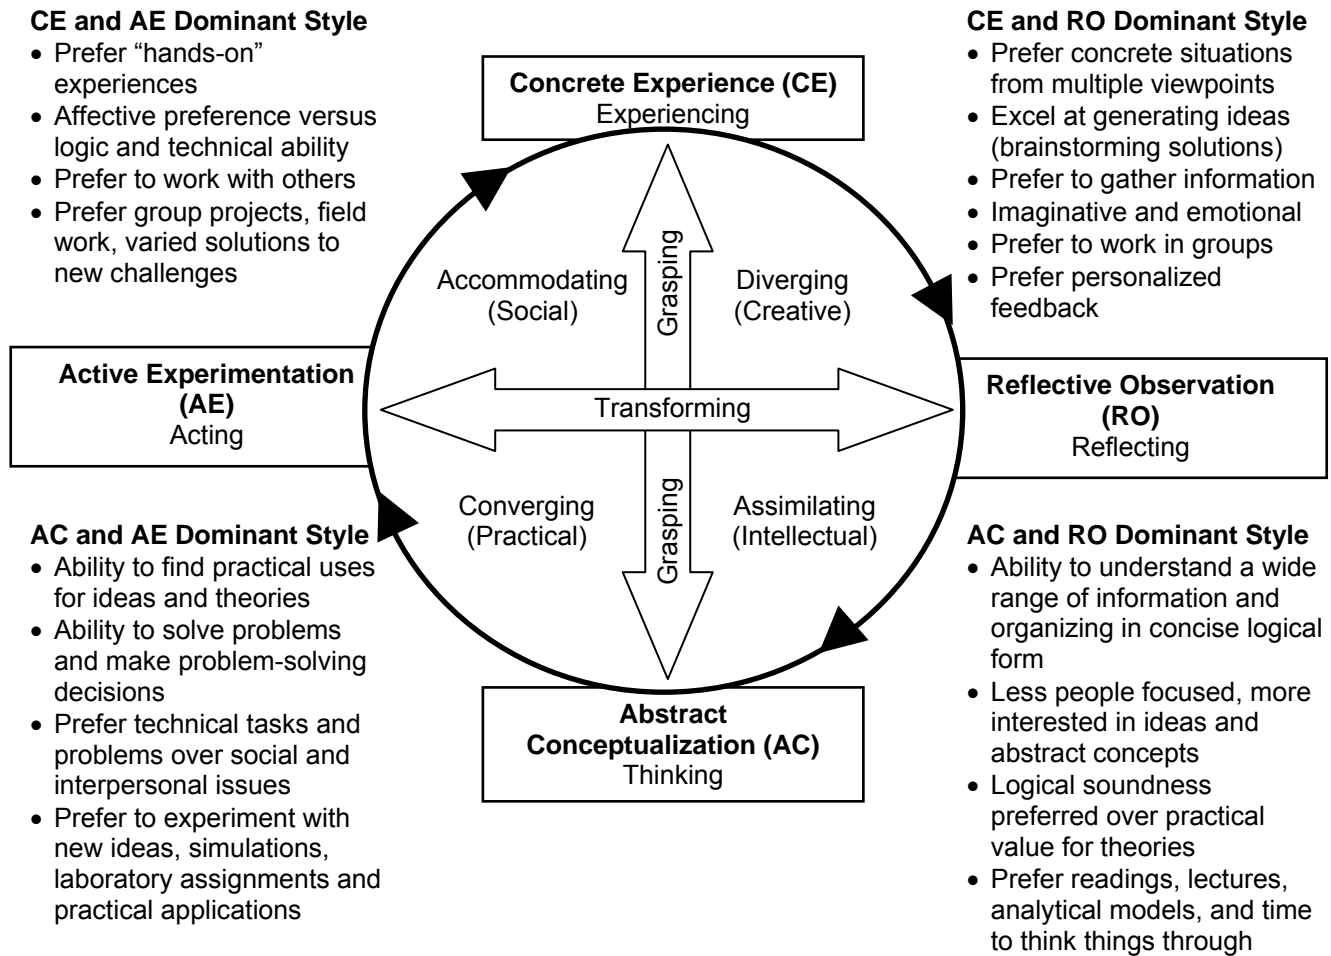 CE and AE Dominant Style
• Prefer “hands-on”
experiences
• Affective preference versus
logic and technical ability
• Prefer to work with others
• Prefer group projects, field
work, varied solutions to
new challenges
Concrete Experience (CE)
Experiencing
CE and RO Dominant Style
• Prefer concrete situations
from multiple viewpoints
• Excel at generating ideas
(brainstorming solutions)
• Prefer to gather information
• Imaginative and emotional
• Prefer to work in groups
• Prefer personalized
feedback
Accommodating
(Social)
Grasping
Diverging
(Creative)
Active Experimentation
(AE)
Acting
Transforming
Reflective Observation
(RO)
Reflecting
Converging
(Practical)
Grasping
Assimilating
(Intellectual)
AC and AE Dominant Style
• Ability to find practical uses
for ideas and theories
• Ability to solve problems
and make problem-solving
decisions
• Prefer technical tasks and
problems over social and
interpersonal issues
• Prefer to experiment with
new ideas, simulations,
laboratory assignments and
practical applications
Abstract
Conceptualization (AC)
Thinking
AC and RO Dominant Style
• Ability to understand a wide
range of information and
organizing in concise logical
form
• Less people focused, more
interested in ideas and
abstract concepts
• Logical soundness
preferred over practical
value for theories
• Prefer readings, lectures,
analytical models, and time
to think things through